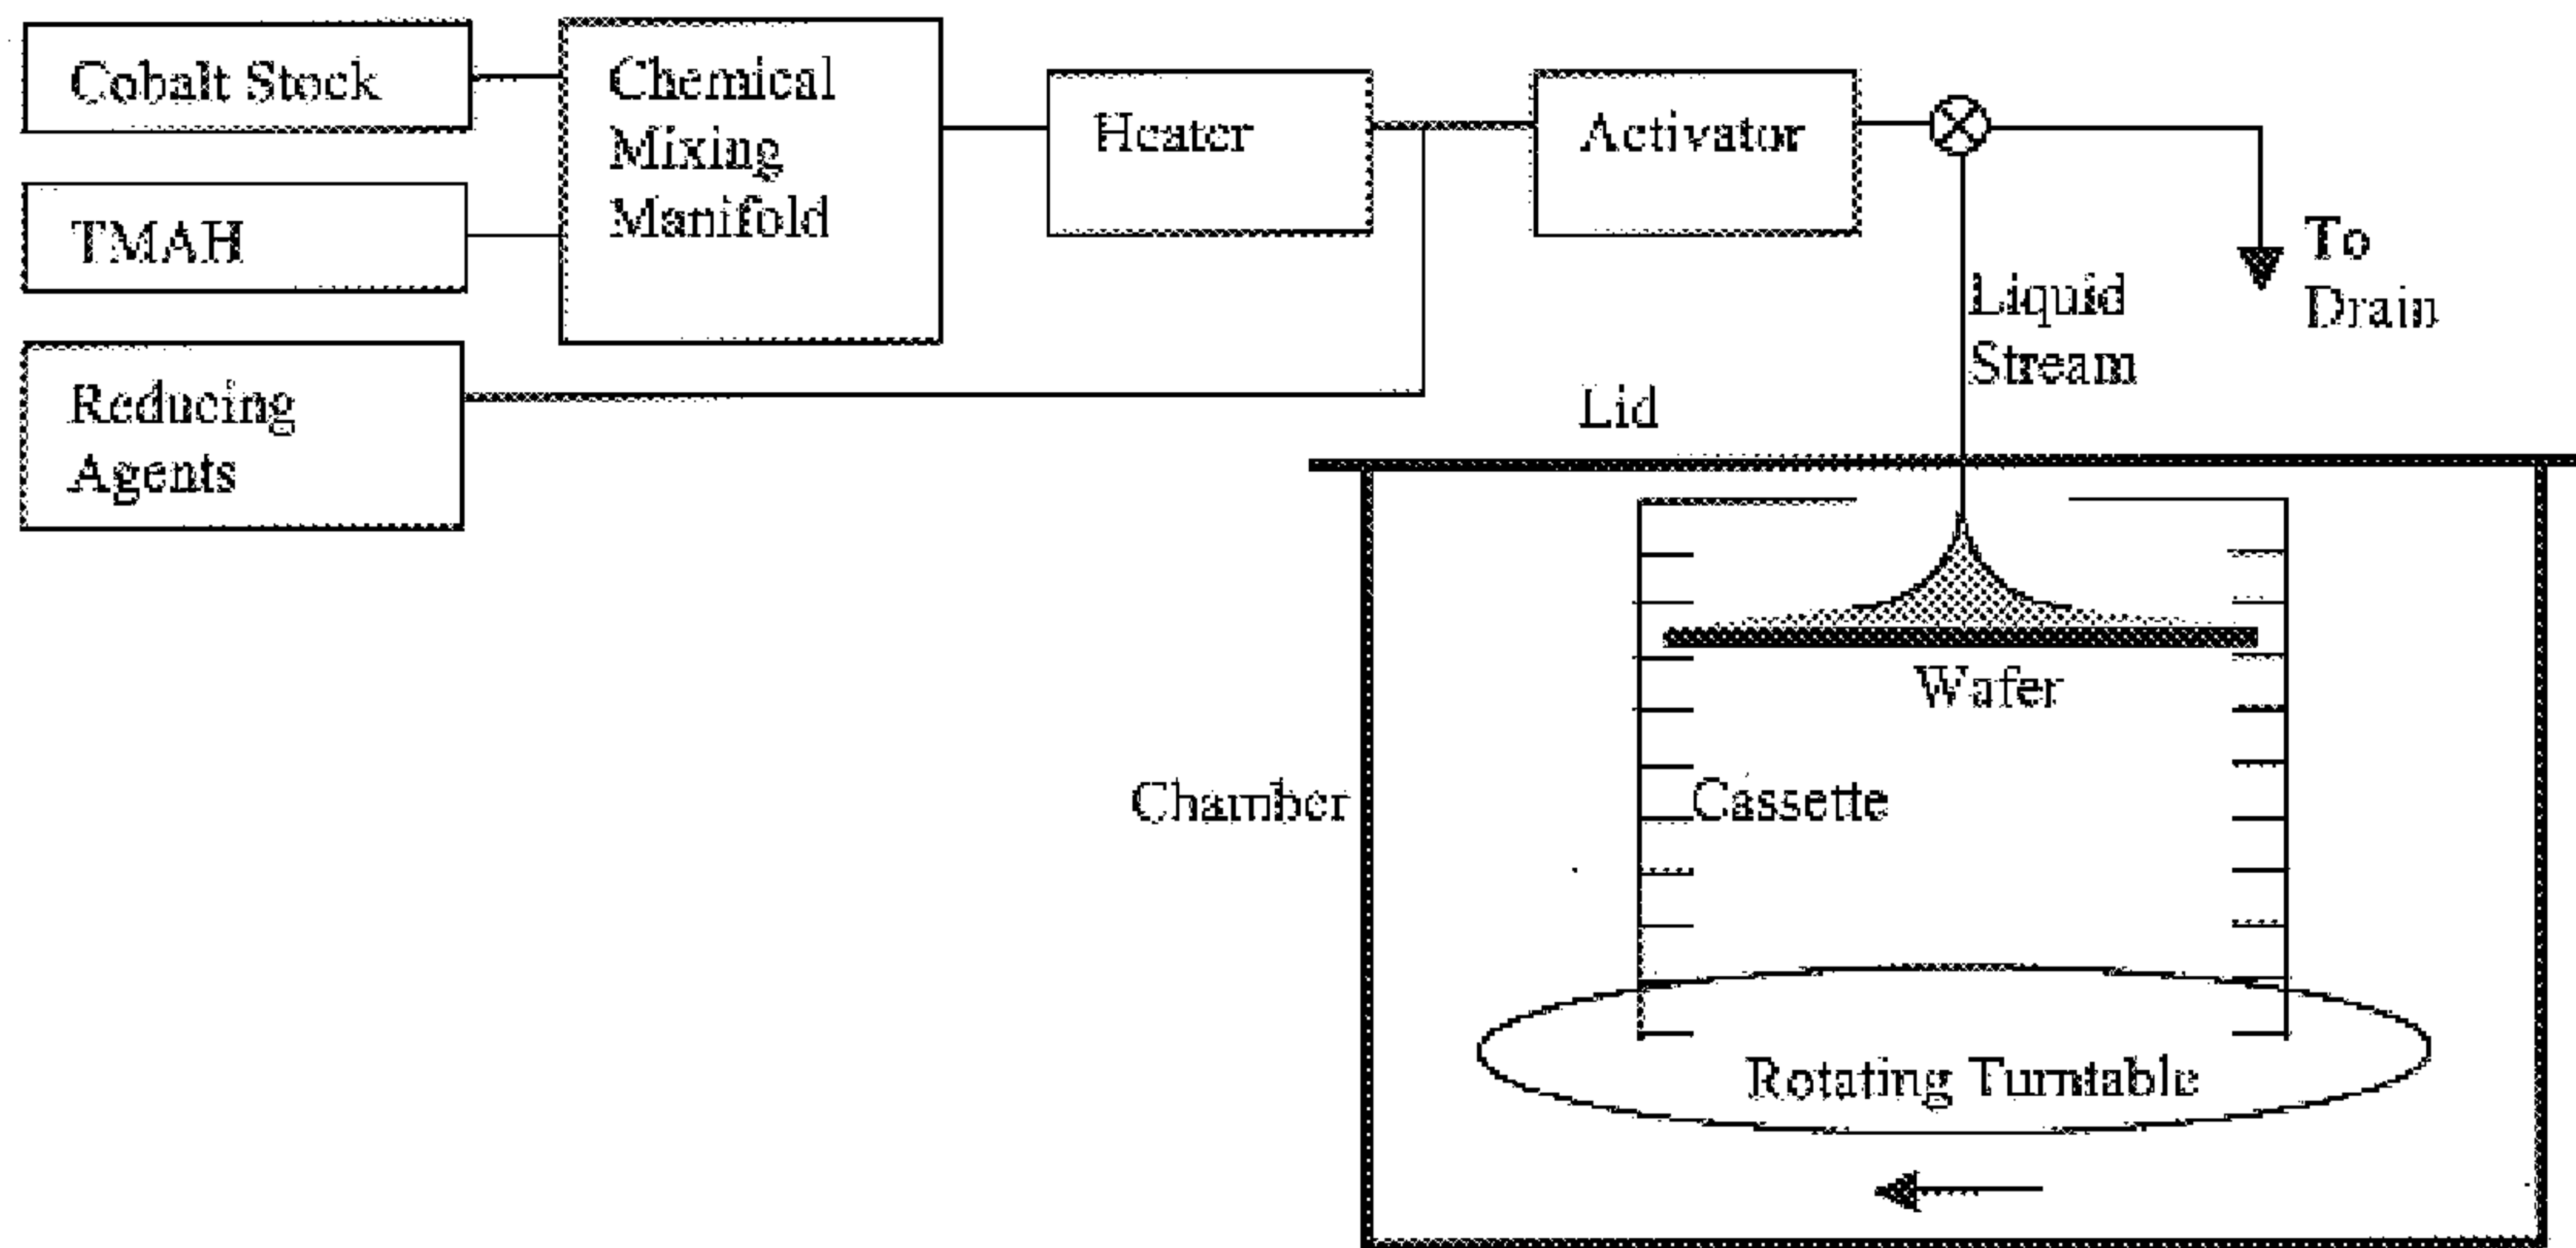 Cobalt Stock
TMAH
Reducing
Agents
Chemical
Mixing
Manifold
Heater
Activator
To
Drain
Liquid
Stream
Lid
Wafer
Chamber
Cassette
Rotating Turntable